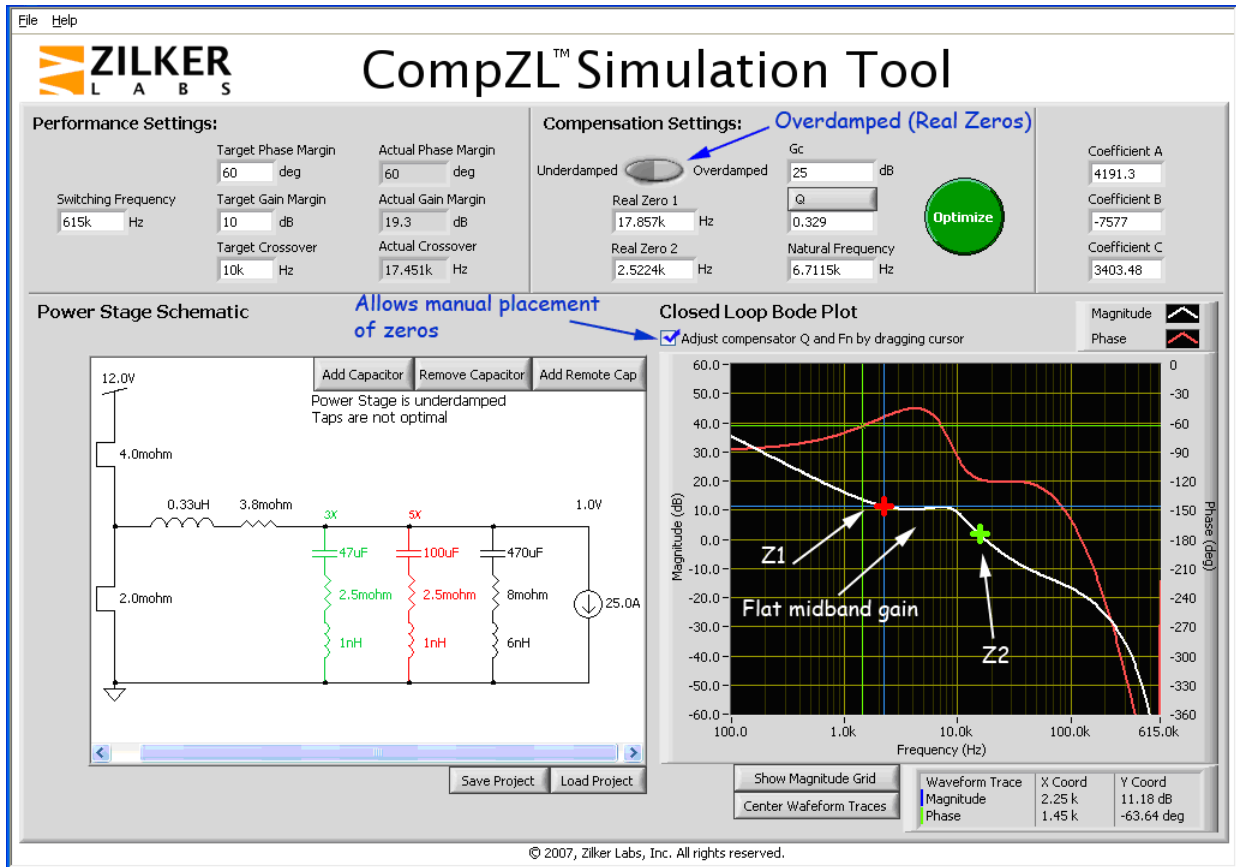 File Help
ZILKER
LABS
CompZL™ Simulation Tool
Performance Settings:
Target Phase Margin
60 deg
Actual Phase Margin
60 deg
Switching Frequency
615k Hz
Target Gain Margin
10 dB
Actual Gain Margin
19.3 dB
Target Crossover
10k Hz
Actual Crossover
17.451k Hz
Compensation Settings:
Overdamped (Real Zeros)
Underdamped Overdamped
Gc
25 dB
Real Zero 1
17.857k Hz
Q
0.329
Real Zero 2
2.5224k Hz
Natural Frequency
6.7115k Hz
Optimize
Coefficient A
4191.3
Coefficient B
-7577
Coefficient C
3403.48
Power Stage Schematic
Allows manual placement
of zeros
Add Capacitor Remove Capacitor Add Remote Cap
Power Stage is underdamped
Taps are not optimal
12.0V
4.0mohm
0.33uH 3.8mohm
3X 5X 1.0V
47uF 100uF 470uF
2.0mohm 2.5mohm 2.5mohm 8mohm 25.0A
1nH 1nH 6nH
Save Project Load Project
Closed Loop Bode Plot
Magnitude
Phase
Adjust compensator Q and Fn by dragging cursor
60.0
50.0
40.0
30.0
20.0
10.0
0.0
-10.0
-20.0
-30.0
-40.0
-50.0
-60.0
Magnitude (dB)
0
-30
-60
-90
-120
-150
-180
-210
-240
-270
-300
-330
-360
Phase (deg)
Z1
Flat midband gain
Z2
100.0 1.0k 10.0k 100.0k 615.0k
Frequency (Hz)
Show Magnitude Grid
Center Wafeform Traces
Waveform Trace X Coord Y Coord
Magnitude 2.25 k 11.18 dB
Phase 1.45 k -63.64 deg
© 2007, Zilker Labs, Inc. All rights reserved.